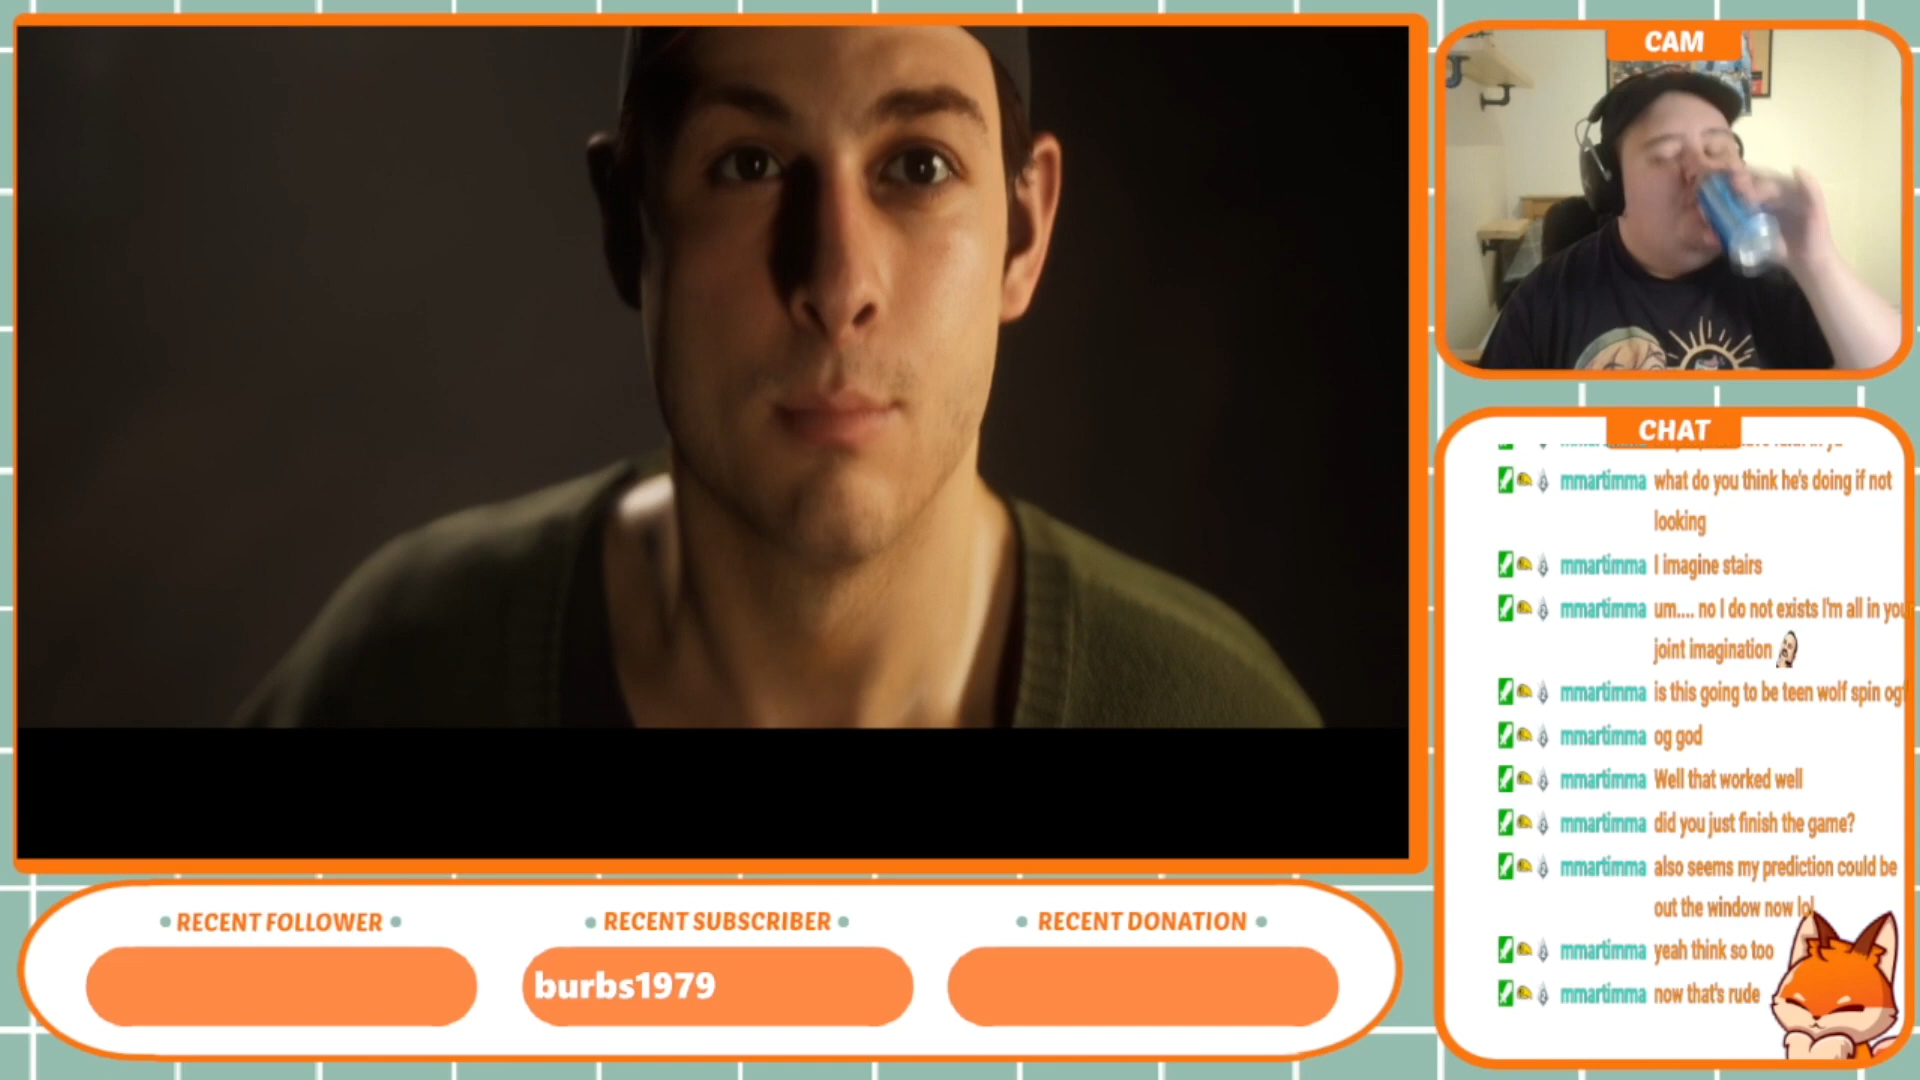 CAM
CHAT
mmartimma what do you think he's doing if not
looking
mmartimma I imagine stairs
mmartimma um.... no I do not exists I'm all in your
joint imagination
mmartimma is this going to be teen wolf spin og?
mmartimma og god
mmartimma Well that worked well
mmartimma did you just finish the game?
mmartimma also seems my prediction could be
out the window now lol
mmartimma yeah think so too
mmartimma now that's rude
RECENT FOLLOWER
RECENT SUBSCRIBER
RECENT DONATION
burbs1979